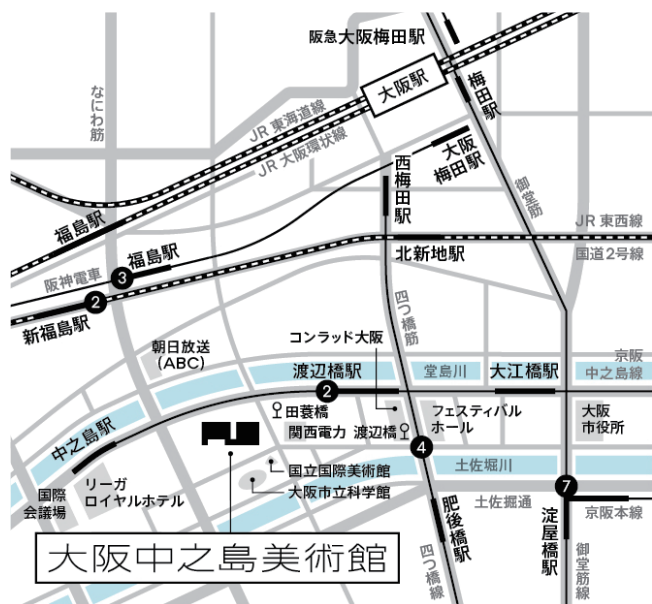 阪急大阪梅田駅
大阪駅
梅田駅
なにわ筋
JR 東海道線
JR 大阪環状線
大阪
梅田駅
西梅田駅
御堂筋
福島駅
福島駅
JR 東西線
阪神電車
3
北新地駅
国道2号線
2
新福島駅
四つ橋筋
朝日放送
(ABC)
コンラッド大阪
渡辺橋駅
堂島川
大江橋駅
京阪
中之島線
2
田蓑橋
フェスティバル
ホール
大阪
市役所
中之島駅
関西電力
渡辺橋
4
国立国際美術館
土佐堀川
リーガ
ロイヤルホテル
大阪市立科学館
国際
会議場
7
土佐掘通
京阪本線
肥後橋駅
淀屋橋駅
大阪中之島美術館
四つ橋線
御堂筋線